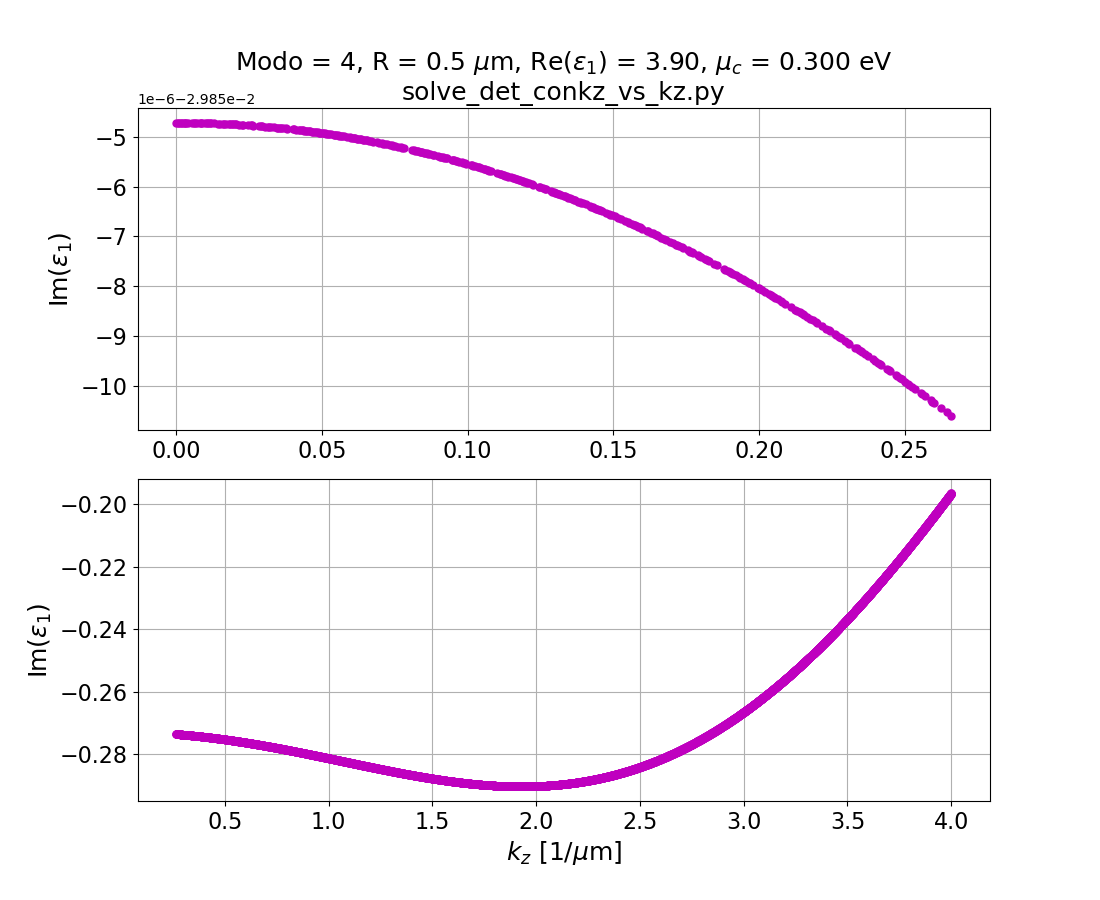 Modo = 4, R = 0.5 μm, Re(ε₁) = 3.90, μ_c = 0.300 eV
solve_det_conkz_vs_kz.py
1e−6−2.985e−2
−5
−6
−7
−8
−9
−10
Im(ε₁)
0.00 0.05 0.10 0.15 0.20 0.25
−0.20
−0.22
−0.24
−0.26
−0.28
Im(ε₁)
0.5 1.0 1.5 2.0 2.5 3.0 3.5 4.0
k_z [1/μm]